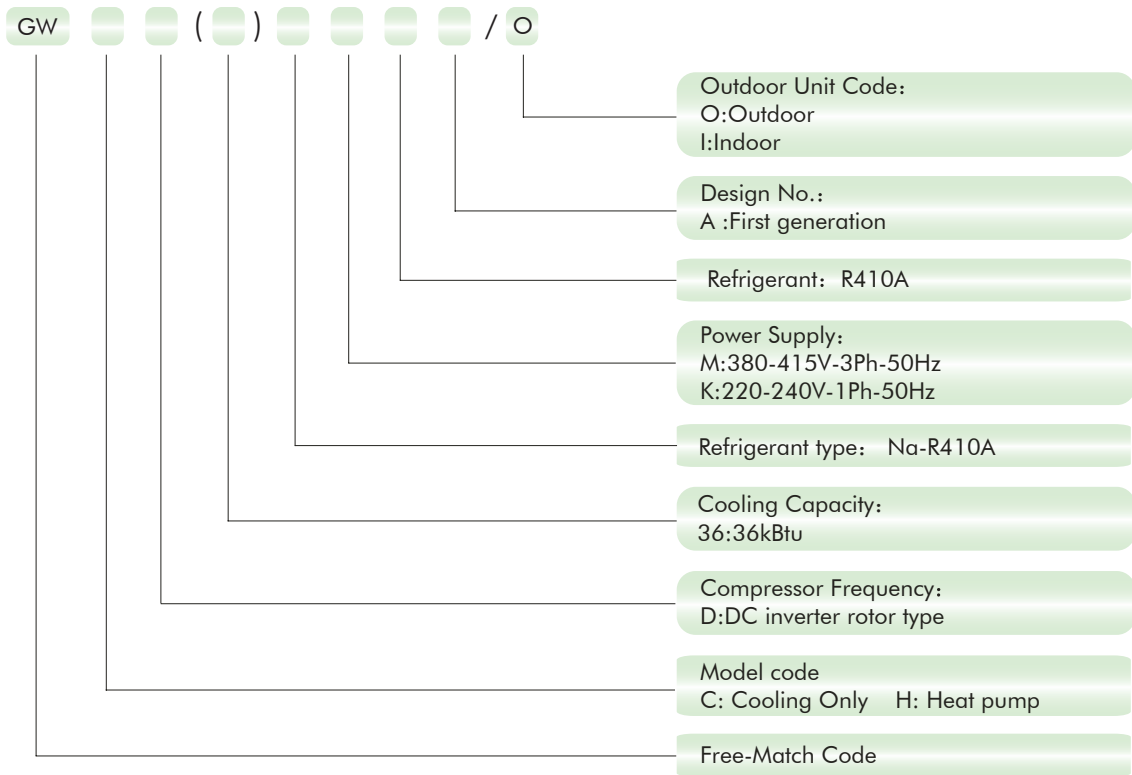 GW ( ) / O
Outdoor Unit Code：
O:Outdoor
I:Indoor
Design No.：
A :First generation
Refrigerant： R410A
Power Supply：
M:380-415V-3Ph-50Hz
K:220-240V-1Ph-50Hz
Refrigerant type： Na-R410A
Cooling Capacity：
36:36kBtu
Compressor Frequency：
D:DC inverter rotor type
Model code
C: Cooling Only H: Heat pump
Free-Match Code